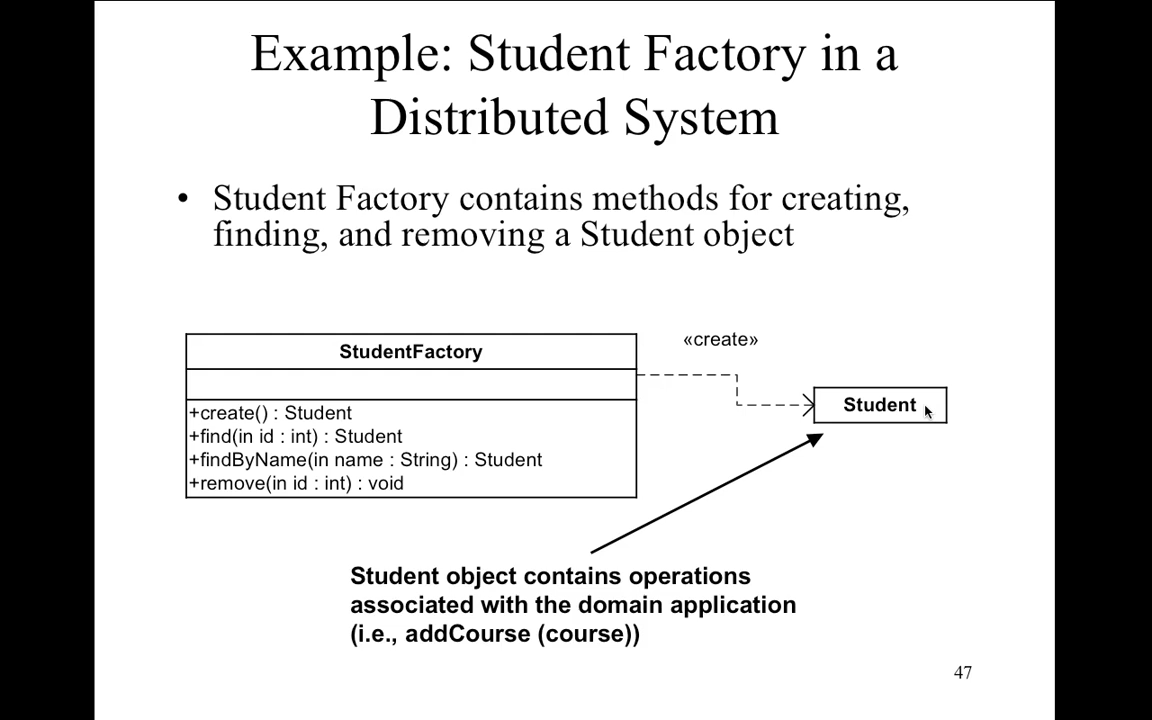 Example: Student Factory in a
Distributed System
• Student Factory contains methods for creating,
finding, and removing a Student object
«create»
StudentFactory
Student
+create() : Student
+find(in id : int) : Student
+findByName(in name : String) : Student
+remove(in id : int) : void
Student object contains operations
associated with the domain application
(i.e., addCourse (course))
47